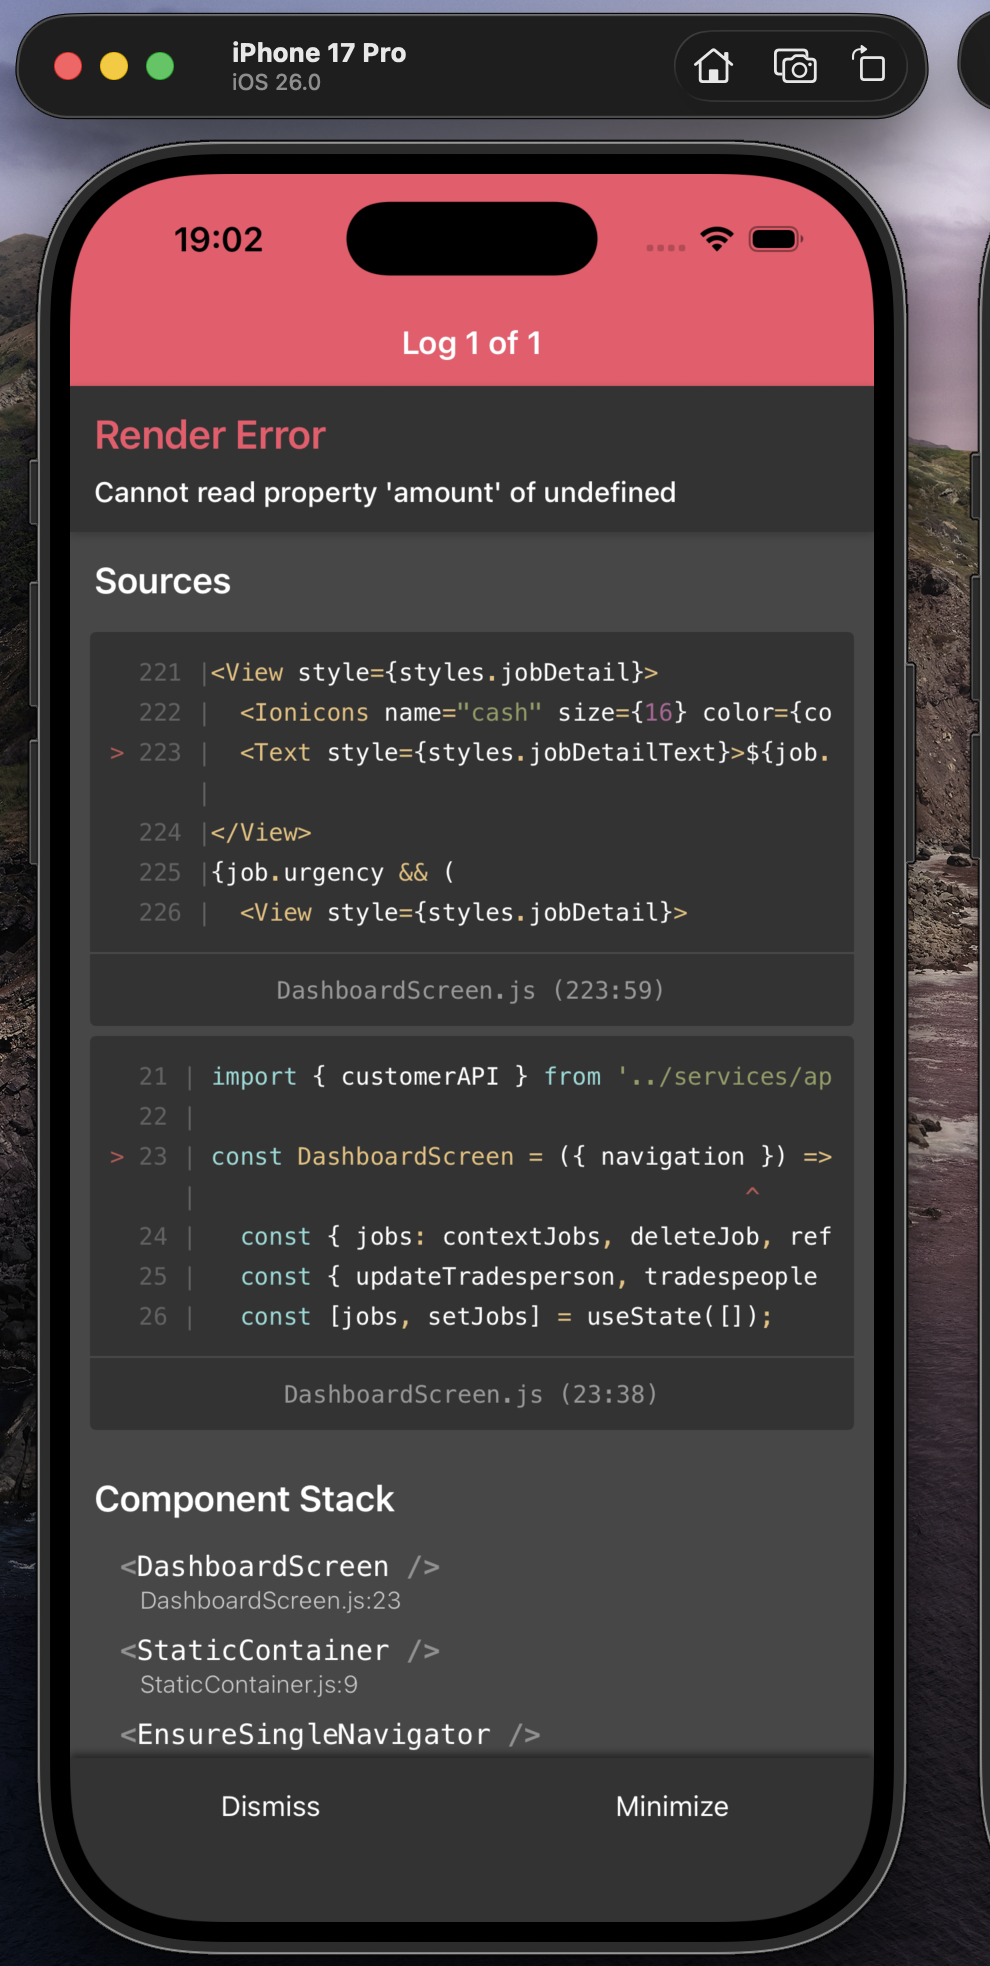 iPhone 17 Pro
iOS 26.0
19:02
Log 1 of 1
Render Error
Cannot read property 'amount' of undefined
Sources
221 |<View style={styles.jobDetail}>
222 |  <Ionicons name="cash" size={16} color={co
> 223 |  <Text style={styles.jobDetailText}>${job.
|
224 |</View>
225 |{job.urgency && (
226 |  <View style={styles.jobDetail}>
DashboardScreen.js (223:59)
21 | import { customerAPI } from '../services/ap
22 |
> 23 | const DashboardScreen = ({ navigation }) =>
| ^
24 |   const { jobs: contextJobs, deleteJob, ref
25 |   const { updateTradesperson, tradespeople
26 |   const [jobs, setJobs] = useState([]);
DashboardScreen.js (23:38)
Component Stack
<DashboardScreen />
DashboardScreen.js:23
<StaticContainer />
StaticContainer.js:9
<EnsureSingleNavigator />
Dismiss Minimize